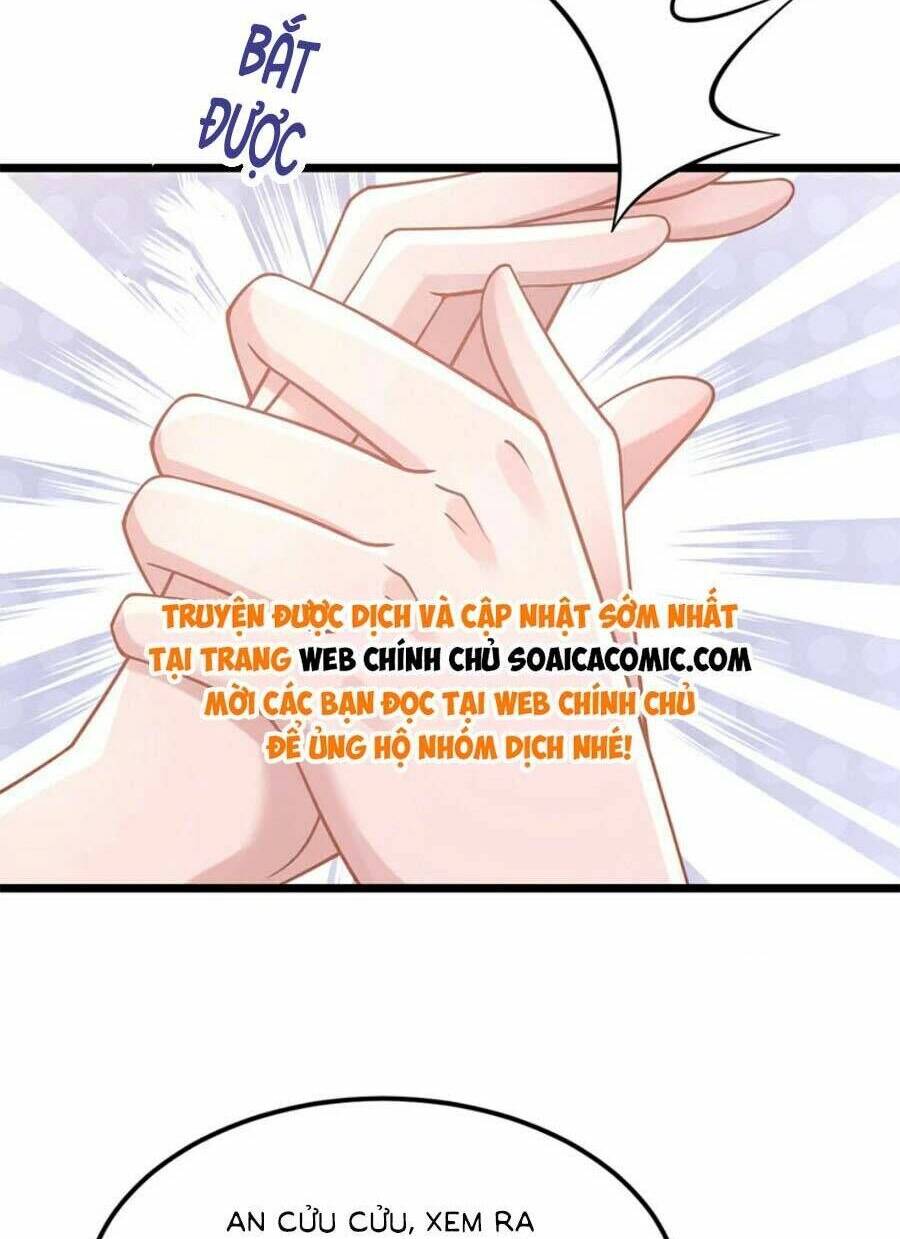 BẮT
ĐƯỢC
TRUYỆN ĐƯỢC DỊCH VÀ CẬP NHẬT SỚM NHẤT
TẠI TRANG WEB CHÍNH CHỦ SOAICACOMIC.COM
MỜI CÁC BẠN ĐỌC TẠI WEB CHÍNH CHỦ
ĐỂ ỦNG HỘ NHÓM DỊCH NHÉ!
AN CỬU CỬU, XEM RA